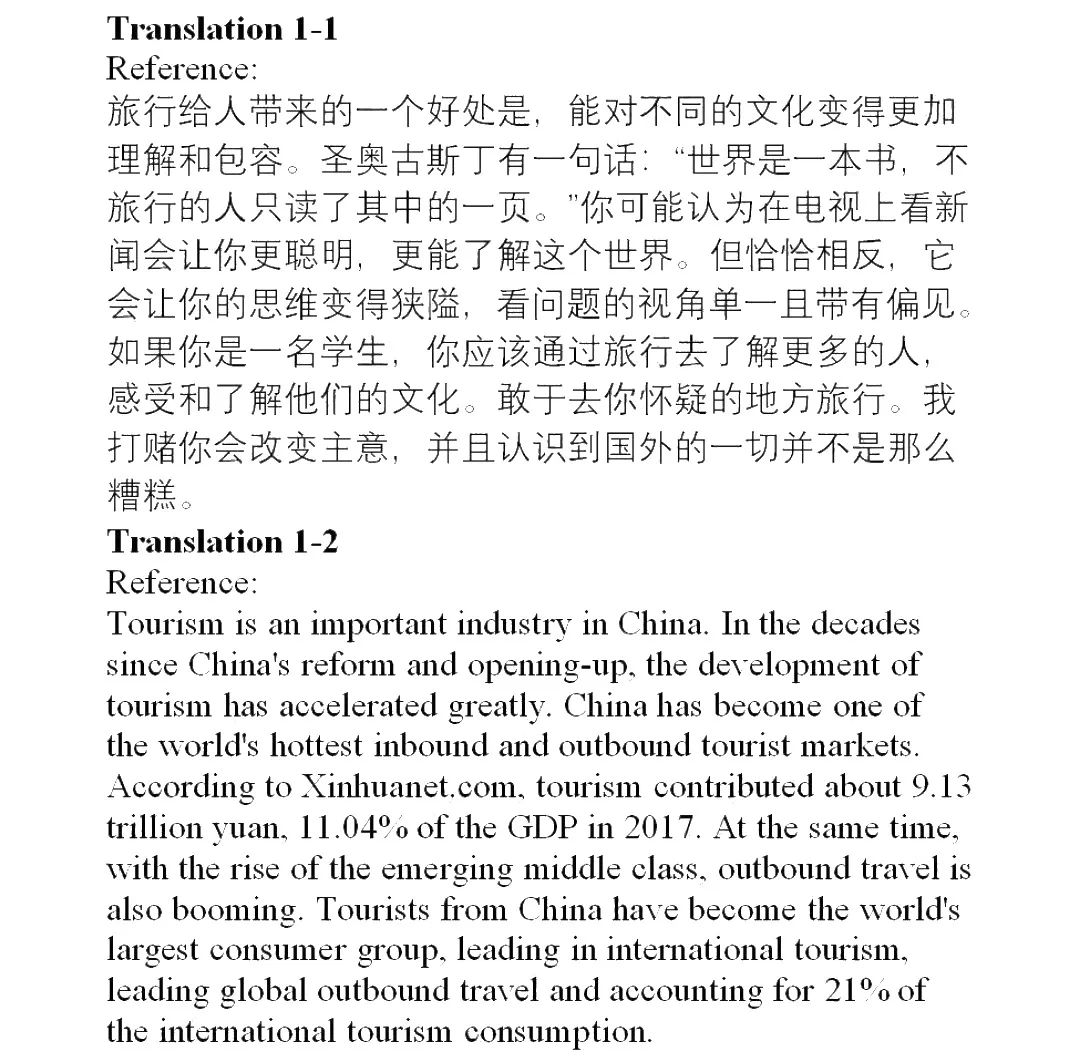 Translation 1-1
Reference:
旅行给人带来的一个好处是，能对不同的文化变得更加
理解和包容。圣奥古斯丁有一句话：“世界是一本书，不
旅行的人只读了其中的一页。”你可能认为在电视上看新
闻会让你更聪明，更能了解这个世界。但恰恰相反，它
会让你的思维变得狭隘，看问题的视角单一且带有偏见。
如果你是一名学生，你应该通过旅行去了解更多的人，
感受和了解他们的文化。敢于去你怀疑的地方旅行。我
打赌你会改变主意，并且认识到国外的一切并不是那么
糟糕。
Translation 1-2
Reference:
Tourism is an important industry in China. In the decades
since China's reform and opening-up, the development of
tourism has accelerated greatly. China has become one of
the world's hottest inbound and outbound tourist markets.
According to Xinhuanet.com, tourism contributed about 9.13
trillion yuan, 11.04% of the GDP in 2017. At the same time,
with the rise of the emerging middle class, outbound travel is
also booming. Tourists from China have become the world's
largest consumer group, leading in international tourism,
leading global outbound travel and accounting for 21% of
the international tourism consumption.